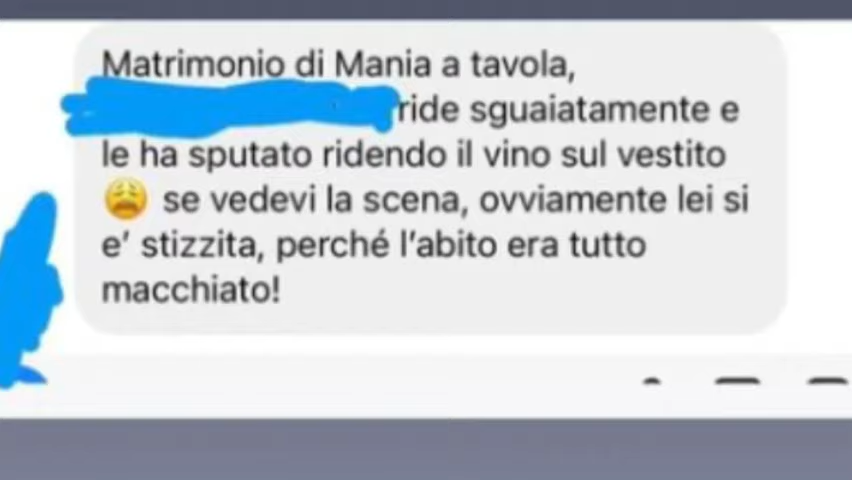 Matrimonio di Mania a tavola,
ride sguaiatamente e
le ha sputato ridendo il vino sul vestito
😩 se vedevi la scena, ovviamente lei si
e’ stizzita, perché l’abito era tutto
macchiato!